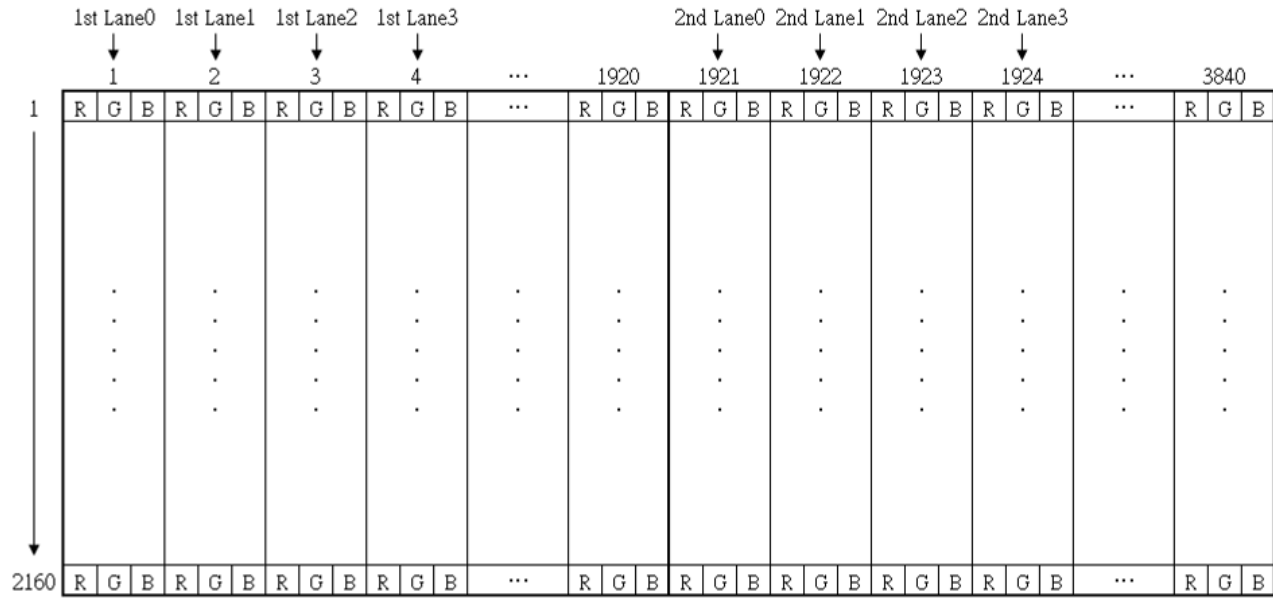 1st Lane0 1st Lane1 1st Lane2 1st Lane3 2nd Lane0 2nd Lane1 2nd Lane2 2nd Lane3
1 2 3 4 ... 1920 1921 1922 1923 1924 ... 3840
1 R G B R G B R G B R G B ... R G B R G B R G B R G B R G B ... R G B
2160 R G B R G B R G B R G B ... R G B R G B R G B R G B R G B ... R G B